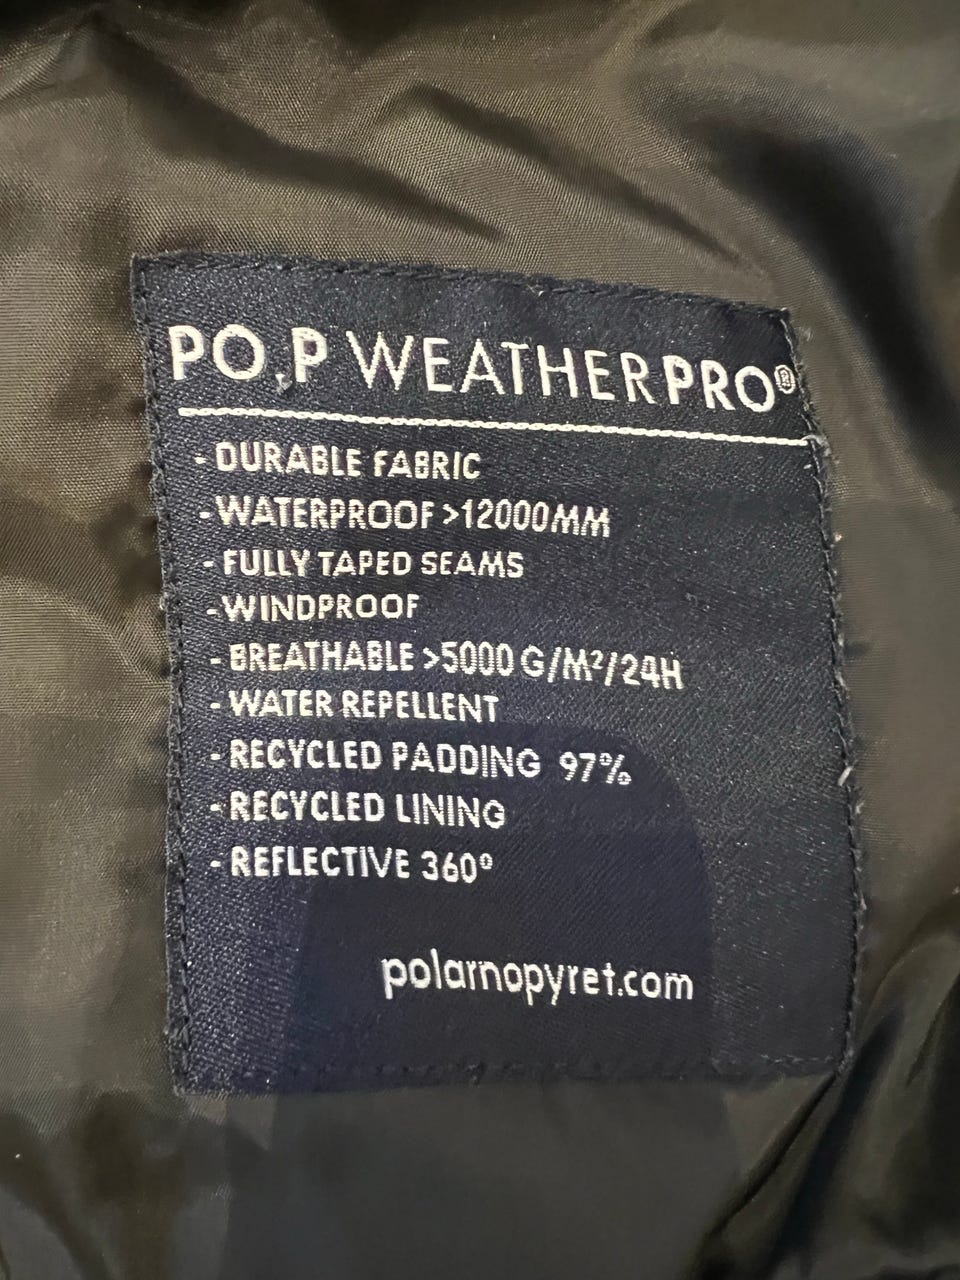 PO.P WEATHERPRO®
- DURABLE FABRIC
- WATERPROOF >12000MM
- FULLY TAPED SEAMS
- WINDPROOF
- BREATHABLE >5000 G/M²/24H
- WATER REPELLENT
- RECYCLED PADDING 97%
- RECYCLED LINING
- REFLECTIVE 360°
polarnopyret.com